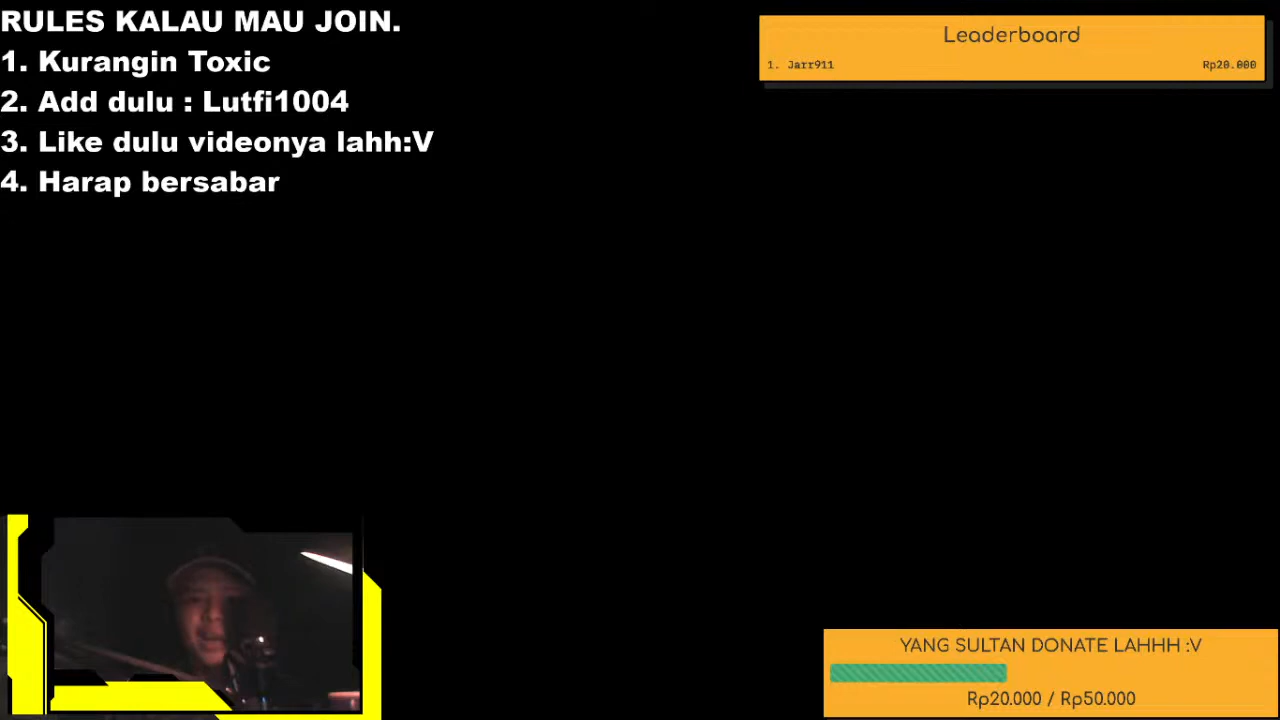 RULES KALAU MAU JOIN.
1. Kurangin Toxic
2. Add dulu : Lutfi1004
3. Like dulu videonya lahh:V
4. Harap bersabar
Leaderboard
1. Jarr911 Rp20.000
YANG SULTAN DONATE LAHHH :V
Rp20.000 / Rp50.000